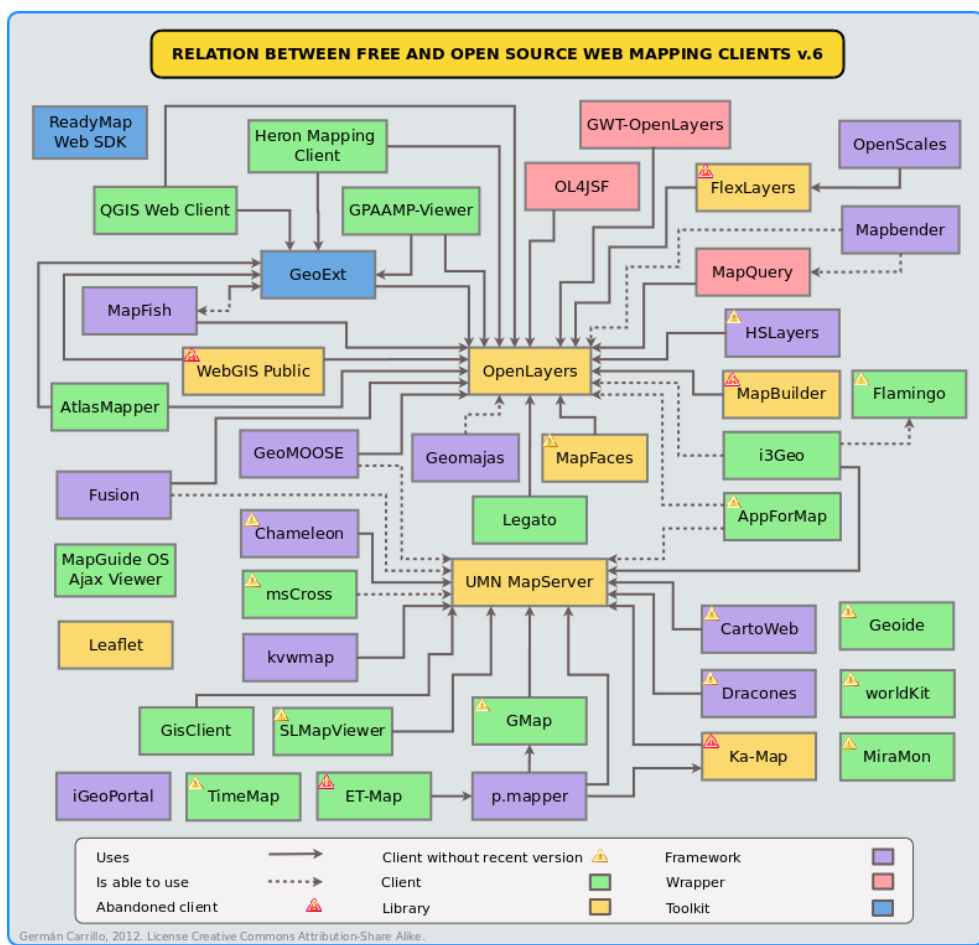 RELATION BETWEEN FREE AND OPEN SOURCE WEB MAPPING CLIENTS v.6
ReadyMap
Web SDK
Heron Mapping
Client
GWT-OpenLayers
OpenScales
OL4JSF
FlexLayers
QGIS Web Client
GPAAMP-Viewer
Mapbender
GeoExt
MapQuery
MapFish
HSLayers
WebGIS Public
OpenLayers
MapBuilder
Flamingo
AtlasMapper
GeoMOOSE
Geomajas
MapFaces
i3Geo
Fusion
Legato
AppForMap
Chameleon
MapGuide OS
Ajax Viewer
UMN MapServer
msCross
Leaflet
kvwmap
CartoWeb
Geoide
Dracones
worldKit
GisClient
SLMapViewer
GMap
Ka-Map
MiraMon
iGeoPortal
TimeMap
ET-Map
p.mapper
Uses
Client without recent version
Framework
Is able to use
Client
Wrapper
Abandoned client
Library
Toolkit
Germán Carrillo, 2012. License Creative Commons Attribution-Share Alike.